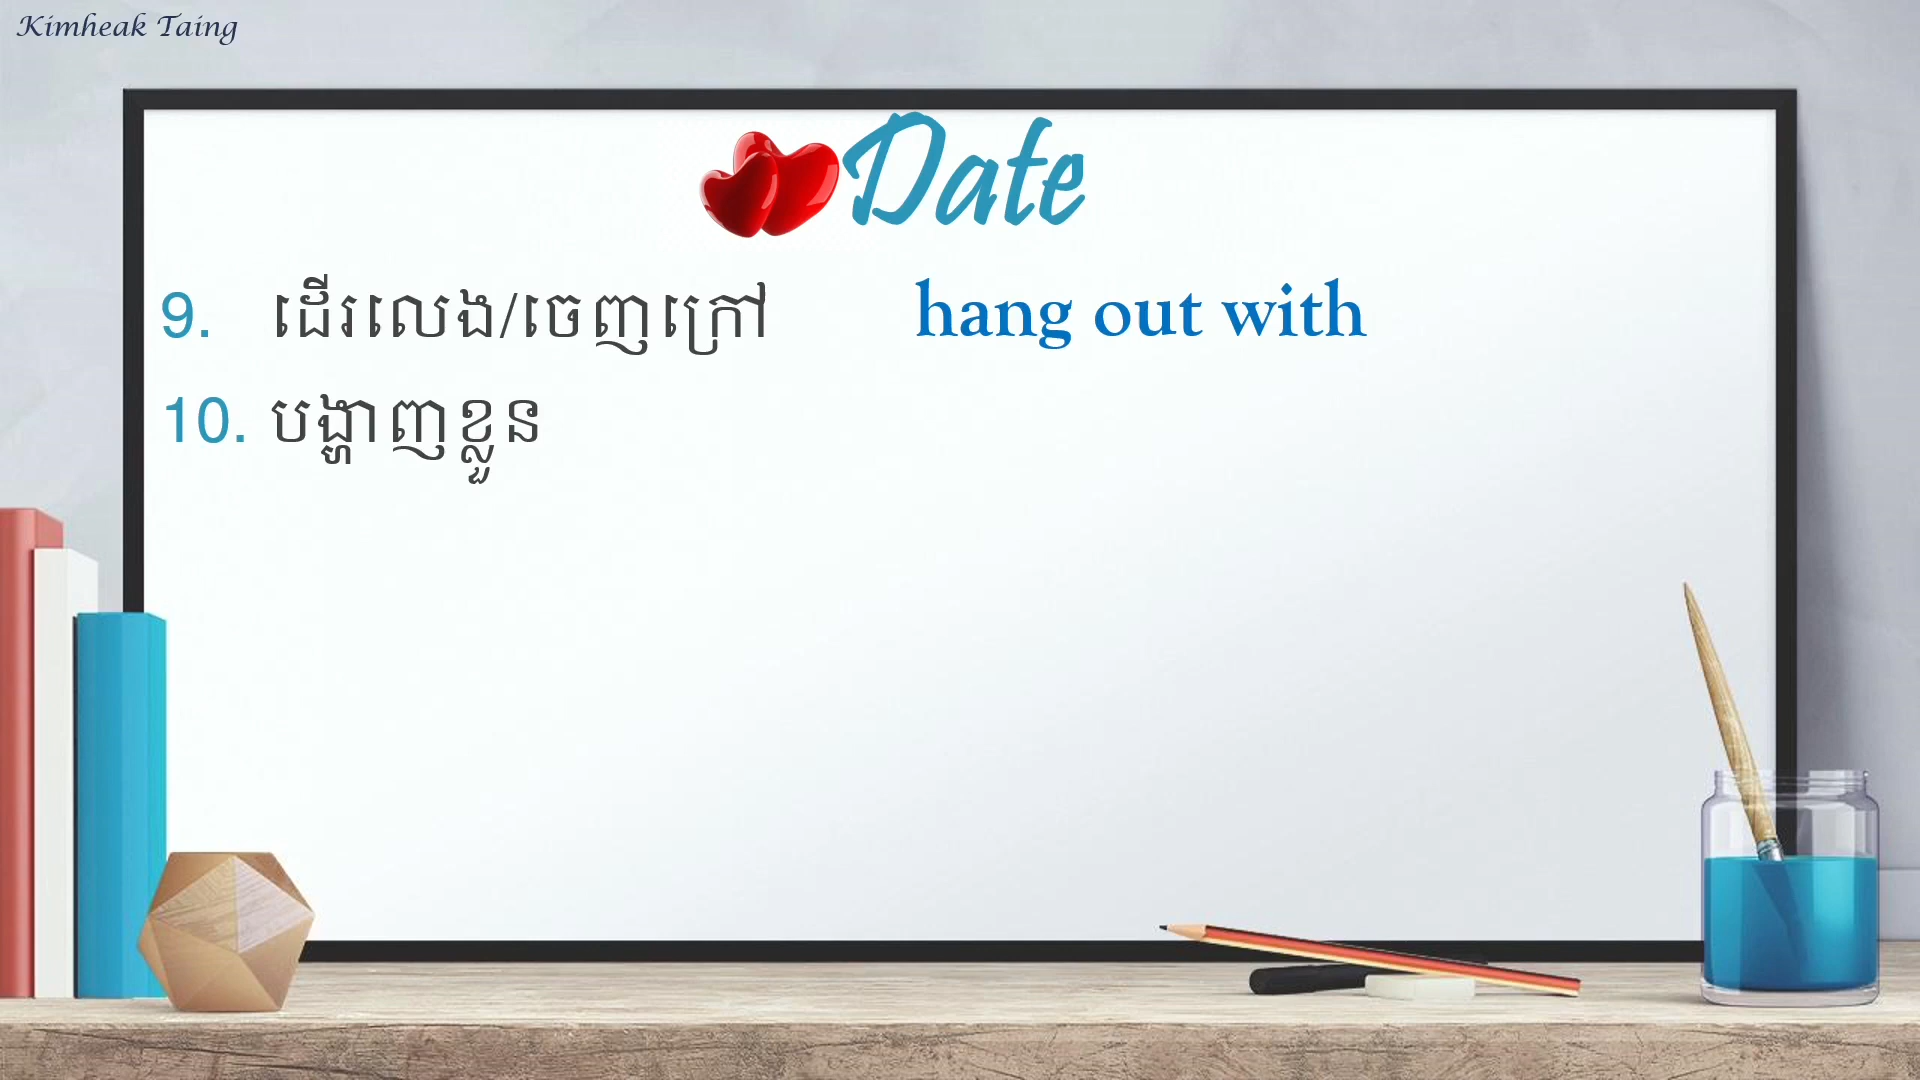 Kimheak Taing
Date
9. ដើរលេង/ចេញក្រៅ hang out with
10. បង្ហាញខ្លួន